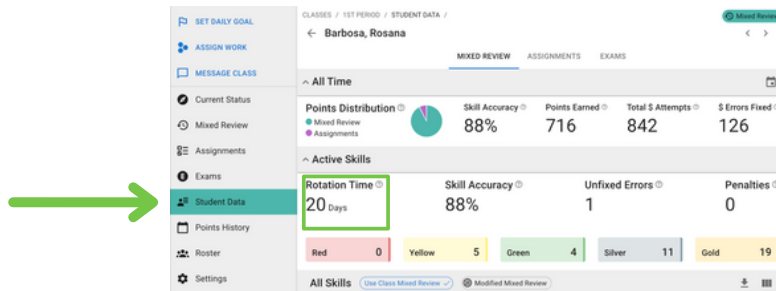 SET DAILY GOAL
ASSIGN WORK
MESSAGE CLASS
Current Status
Mixed Review
Assignments
Exams
Student Data
Points History
Roster
Settings
CLASSES / 1ST PERIOD / STUDENT DATA /
Mixed Review
← Barbosa, Rosana
MIXED REVIEW ASSIGNMENTS EXAMS
All Time
Points Distribution Skill Accuracy Points Earned Total $ Attempts $ Errors Fixed
Mixed Review
Assignments
88% 716 842 126
Active Skills
Rotation Time Skill Accuracy Unfixed Errors Penalties
20 Days 88% 1 0
Red 0 Yellow 5 Green 4 Silver 11 Gold 19
All Skills Use Class Mixed Review Modified Mixed Review